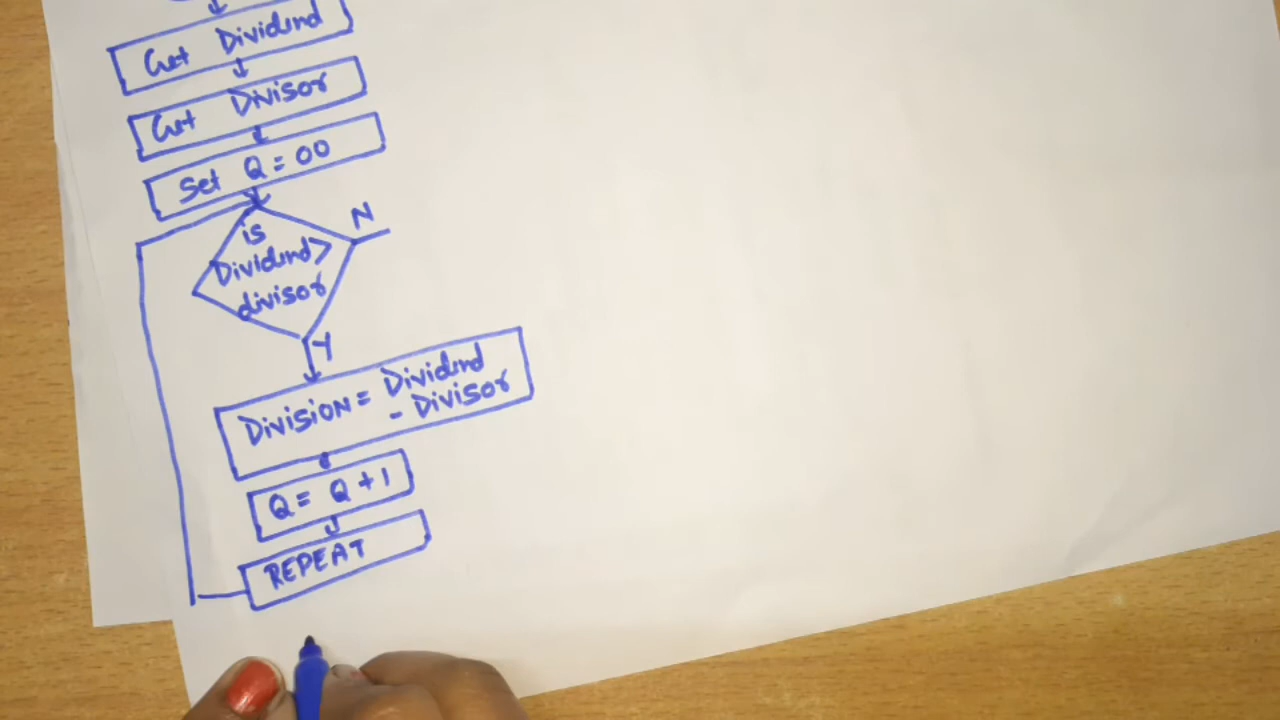 Get Dividend
Get Divisor
Set Q = 00
is
Dividend >
divisor
N
Y
Division = Dividend
- Divisor
Q = Q + 1
REPEAT